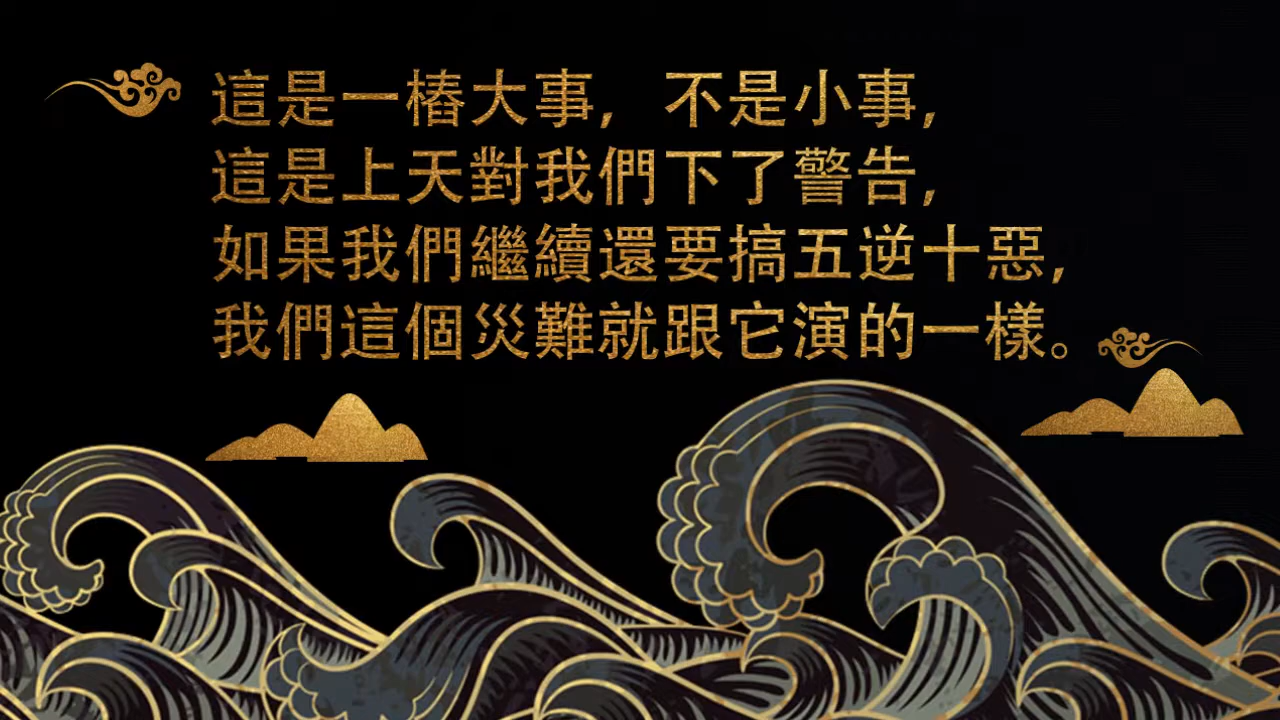 這是一樁大事,不是小事,
這是上天對我們下了警告,
如果我們繼續還要搞五逆十惡,
我們這個災難就跟它演的一樣。